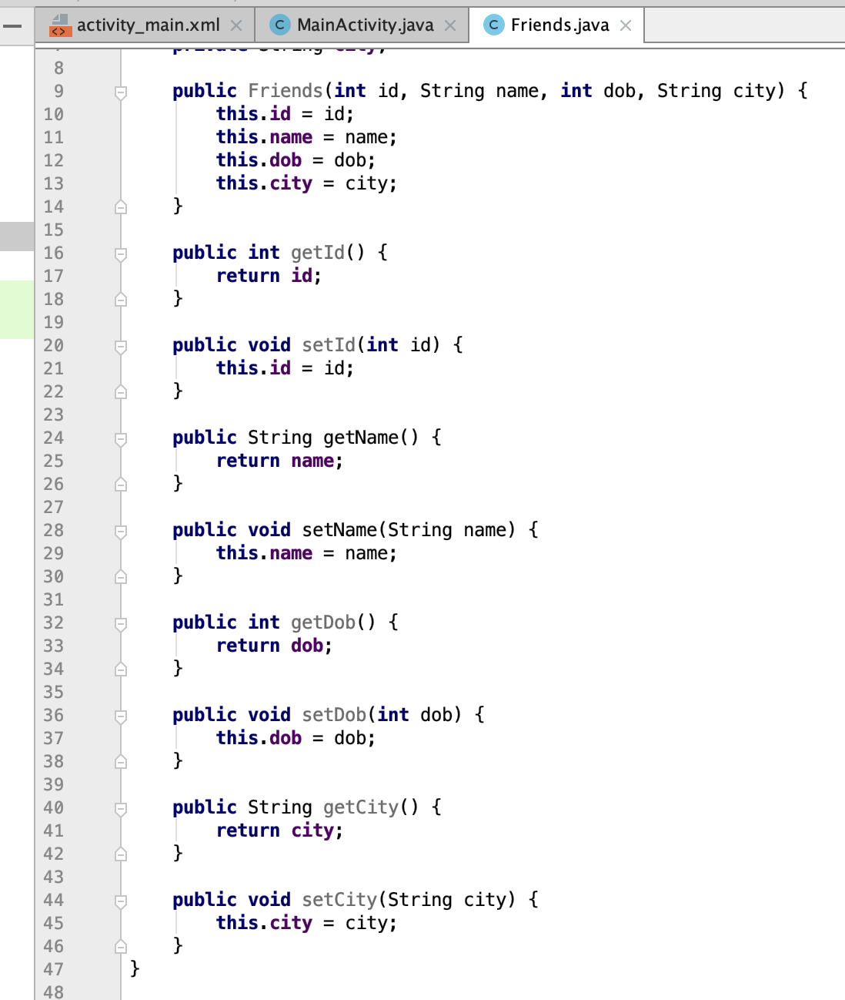 activity_main.xml MainActivity.java Friends.java
private String city;
8
9 public Friends(int id, String name, int dob, String city) {
10 this.id = id;
11 this.name = name;
12 this.dob = dob;
13 this.city = city;
14 }
15
16 public int getId() {
17 return id;
18 }
19
20 public void setId(int id) {
21 this.id = id;
22 }
23
24 public String getName() {
25 return name;
26 }
27
28 public void setName(String name) {
29 this.name = name;
30 }
31
32 public int getDob() {
33 return dob;
34 }
35
36 public void setDob(int dob) {
37 this.dob = dob;
38 }
39
40 public String getCity() {
41 return city;
42 }
43
44 public void setCity(String city) {
45 this.city = city;
46 }
47 }
48